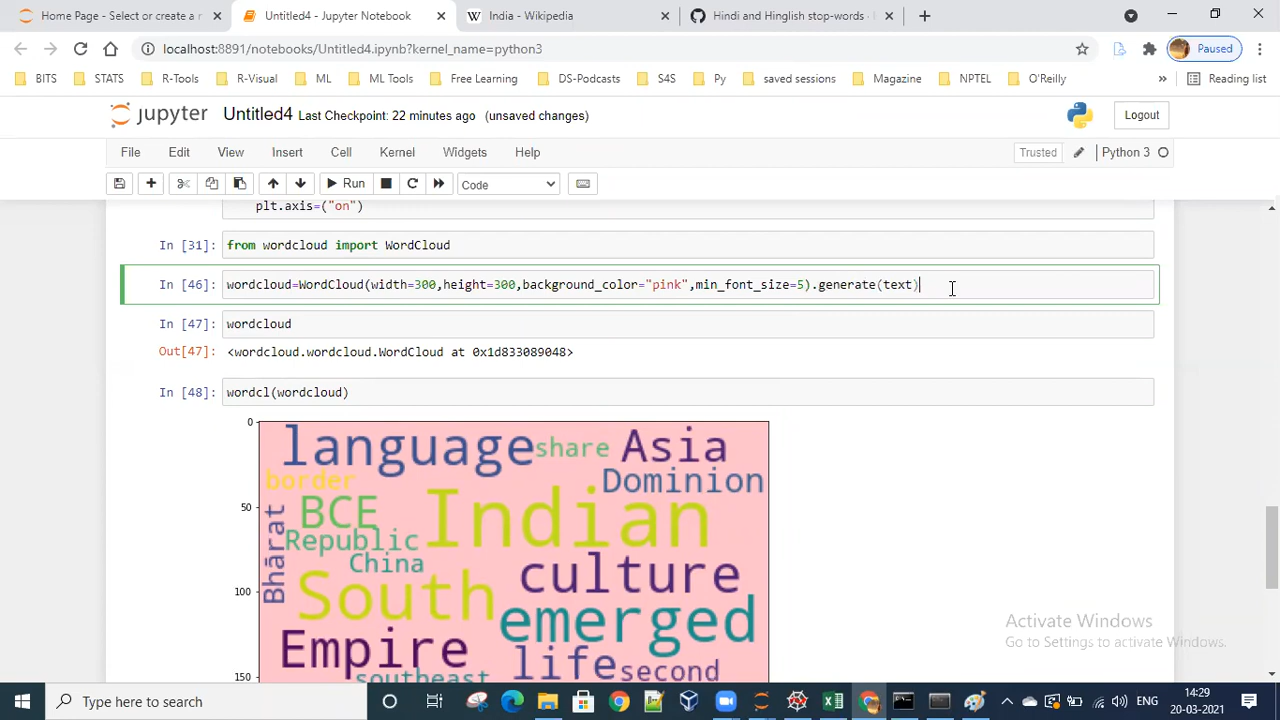 Home Page - Select or create a n
Untitled4 - Jupyter Notebook
W India - Wikipedia
Hindi and Hinglish stop-words ·
localhost:8891/notebooks/Untitled4.ipynb?kernel_name=python3
Paused
BITS
STATS
R-Tools
R-Visual
ML
ML Tools
Free Learning
DS-Podcasts
S4S
Py
saved sessions
Magazine
NPTEL
O'Reilly
»
Reading list
jupyter
Untitled4 Last Checkpoint: 22 minutes ago (unsaved changes)
Logout
File
Edit
View
Insert
Cell
Kernel
Widgets
Help
Trusted
Python 3
Run
Code
plt.axis=("on")
In [31]: from wordcloud import WordCloud
In [46]: wordcloud=WordCloud(width=300,height=300,background_color="pink",min_font_size=5).generate(text)
In [47]: wordcloud
Out[47]: <wordcloud.wordcloud.WordCloud at 0x1d833089048>
In [48]: wordcl(wordcloud)
0
50
100
150
language
share
Asia
border
Dominion
BCE
Indian
Bhārat
Republic
China
culture
South
emerged
Empire
life
second
southeast
Activate Windows
Go to Settings to activate Windows.
Type here to search
ENG
14:29
20-03-2021